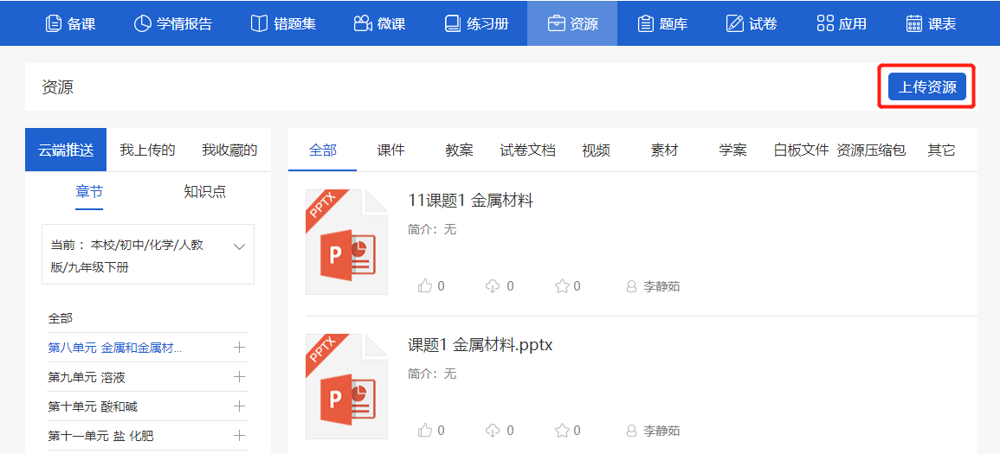 备课 学情报告 错题集 微课 练习册 资源 题库 试卷 应用 课表
资源 上传资源
云端推送 我上传的 我收藏的
章节 知识点
当前 : 本校/初中/化学/人教
版/九年级下册
全部
第八单元 金属和金属材...
第九单元 溶液
第十单元 酸和碱
第十一单元 盐 化肥
全部 课件 教案 试卷文档 视频 素材 学案 白板文件 资源压缩包 其它
PPTX
P
11课题1 金属材料
简介: 无
0 0 0 李静茹
PPTX
P
课题1 金属材料.pptx
简介: 无
0 0 0 李静茹